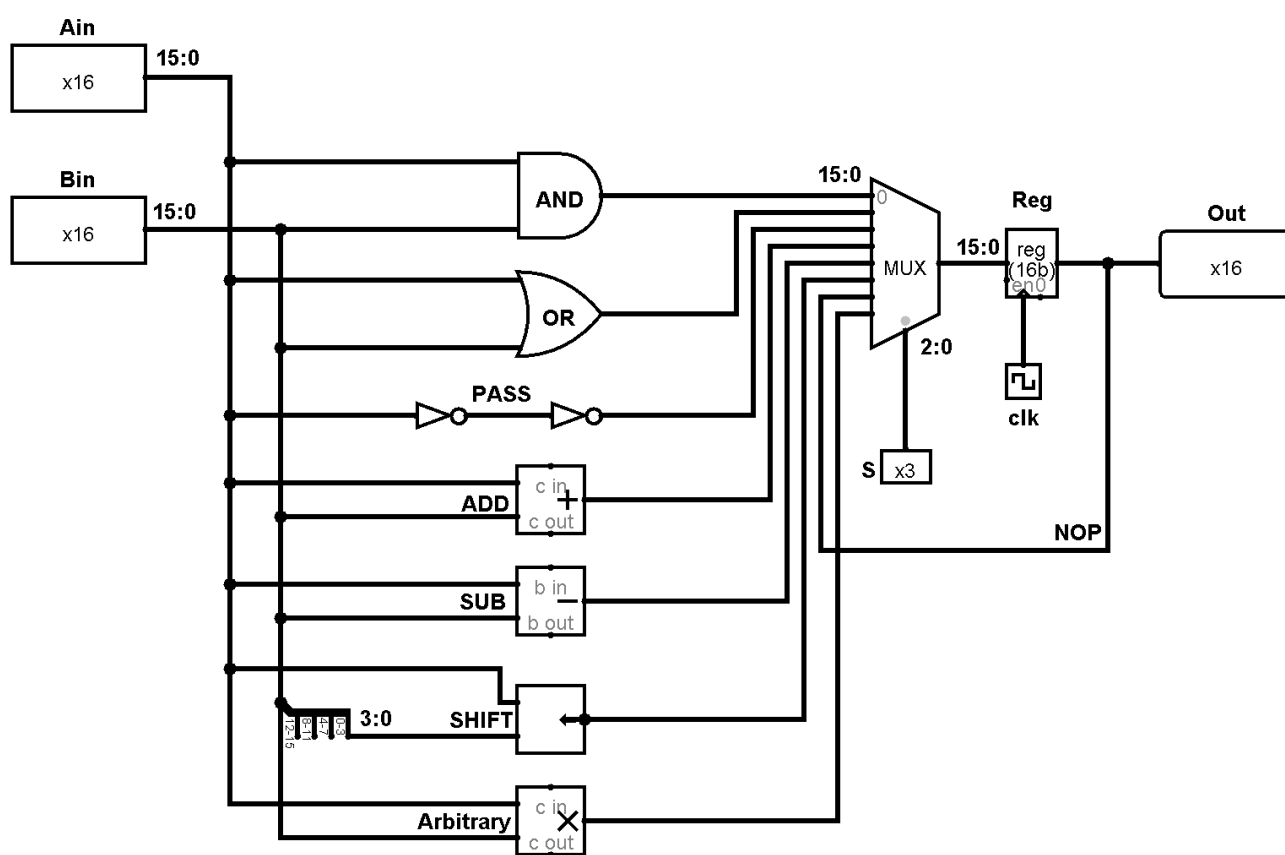 Ain
15:0
x16
Bin
15:0
x16
AND
15:0
0
MUX
2:0
15:0
Reg
reg
(16b)
en0
clk
Out
x16
OR
PASS
S
x3
ADD
c in
+
c out
NOP
SUB
b in
−
b out
12-15
8-11
4-7
0-3
3:0
SHIFT
Arbitrary
c in
×
c out